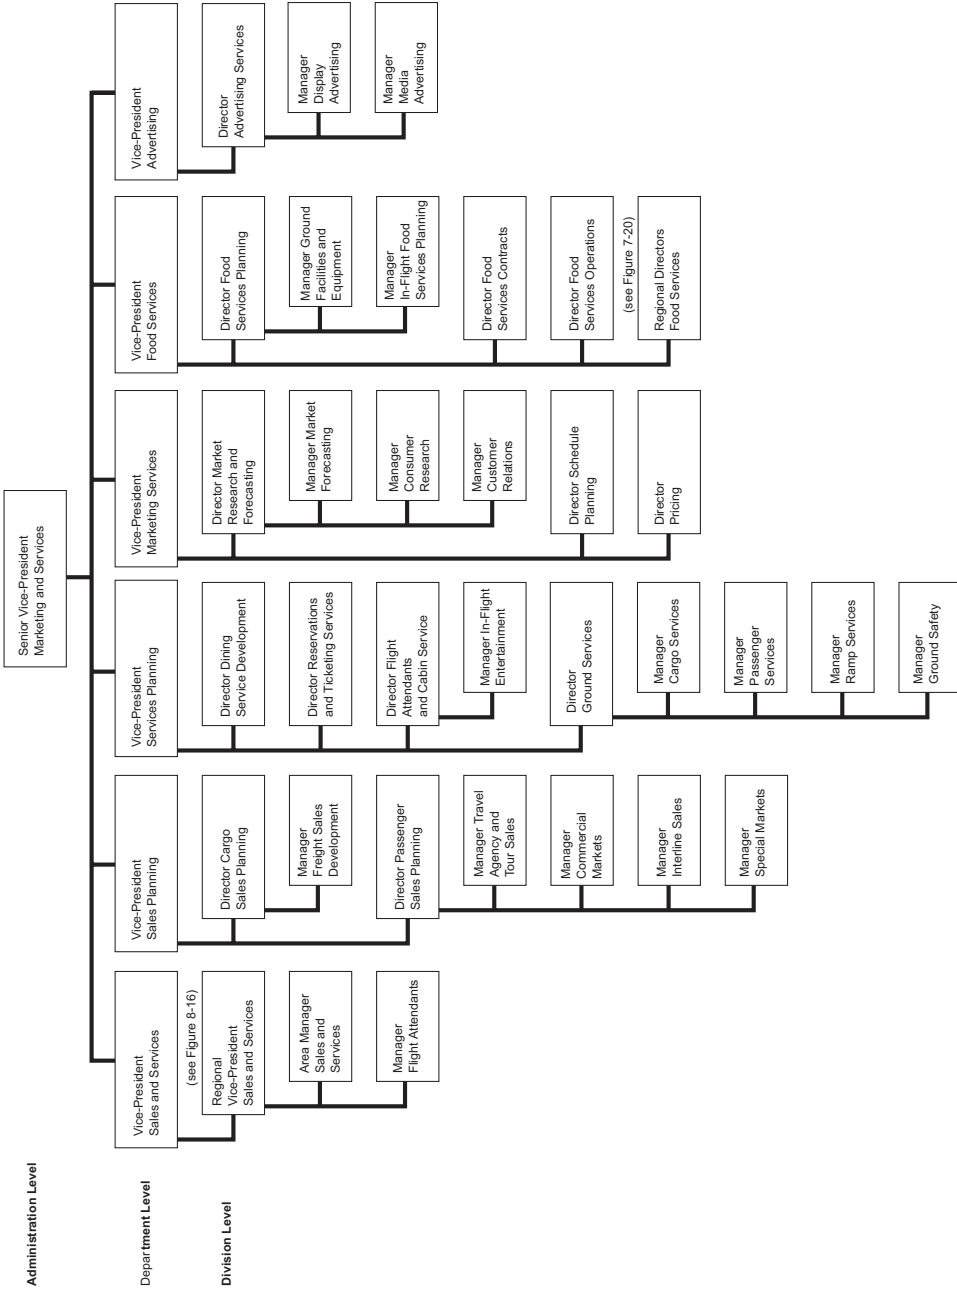 Administration Level
Senior Vice-President
Marketing and Services
Department Level
Vice-President
Sales and Services
Vice-President
Sales Planning
Vice-President
Services Planning
Vice-President
Marketing Services
Vice-President
Food Services
Vice-President
Advertising
Division Level
(see Figure 8-16)
Regional
Vice-President
Sales and Services
Area Manager
Sales and
Services
Manager
Flight Attendants
Director Cargo
Sales Planning
Manager
Freight Sales
Development
Director Passenger
Sales Planning
Manager Travel
Agency and
Tour Sales
Manager
Commercial
Markets
Manager
Interline Sales
Manager
Special Markets
Director Dining
Service Development
Director Reservations
and Ticketing Services
Director Flight
Attendants
and Cabin Service
Manager In-Flight
Entertainment
Director
Ground Services
Manager
Cargo Services
Manager
Passenger
Services
Manager
Ramp Services
Manager
Ground Safety
Director Market
Research and
Forecasting
Manager Market
Forecasting
Manager
Consumer
Research
Manager
Customer
Relations
Director Schedule
Planning
Director
Pricing
Director Food
Services Planning
Manager Ground
Facilities and
Equipment
Manager
In-Flight Food
Services Planning
Director Food
Services Contracts
Director Food
Services Operations
(see Figure 7-20)
Regional Directors
Food Services
Director
Advertising Services
Manager
Display
Advertising
Manager
Media
Advertising